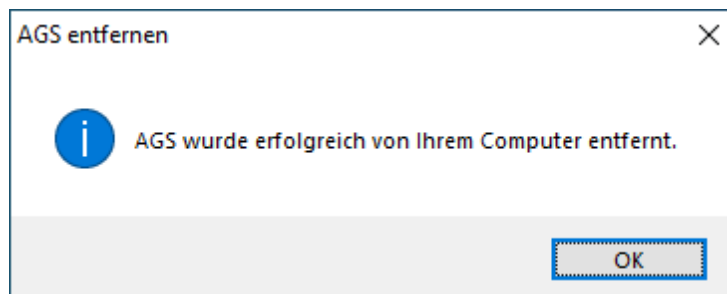 AGS entfernen
AGS wurde erfolgreich von Ihrem Computer entfernt.
OK